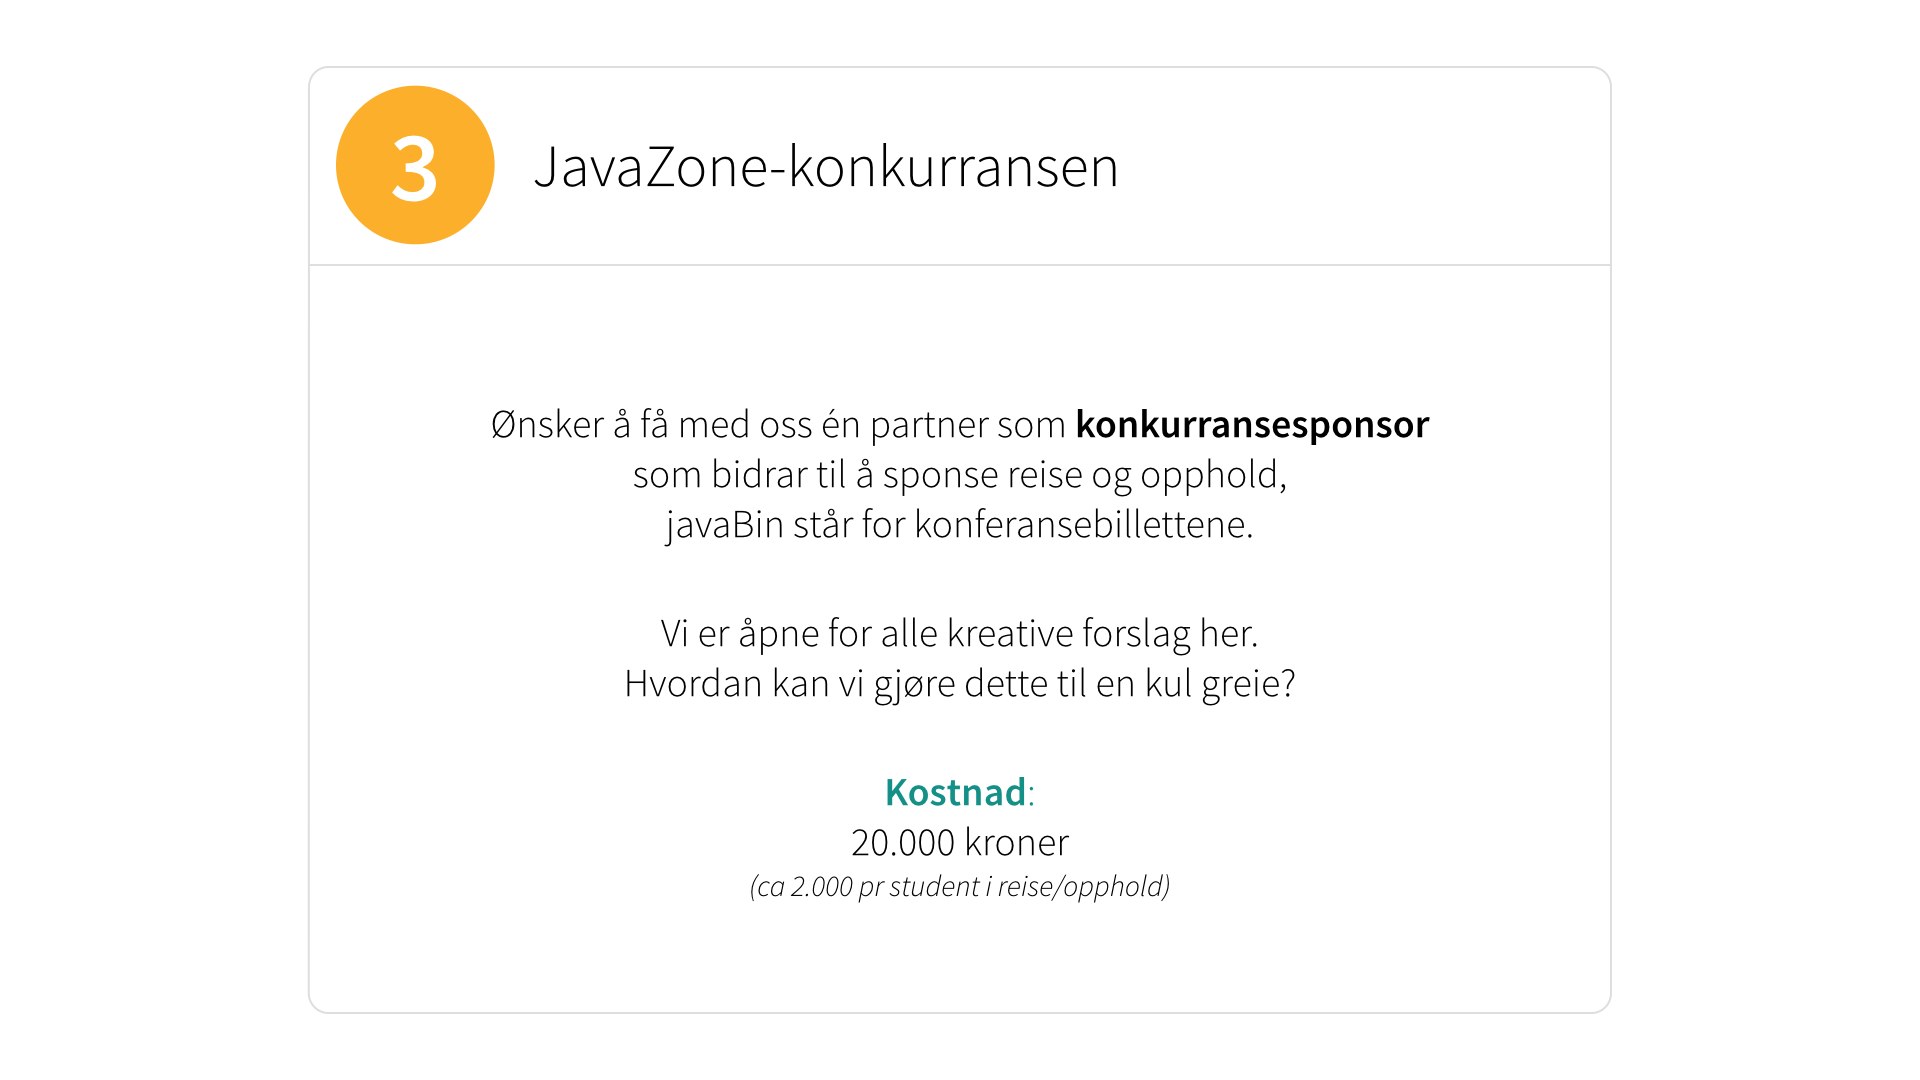 3
JavaZone-konkurransen
Ønsker å få med oss én partner som konkurransesponsor
som bidrar til å sponse reise og opphold,
javaBin står for konferansebillettene.
Vi er åpne for alle kreative forslag her.
Hvordan kan vi gjøre dette til en kul greie?
Kostnad:
20.000 kroner
(ca 2.000 pr student i reise/opphold)